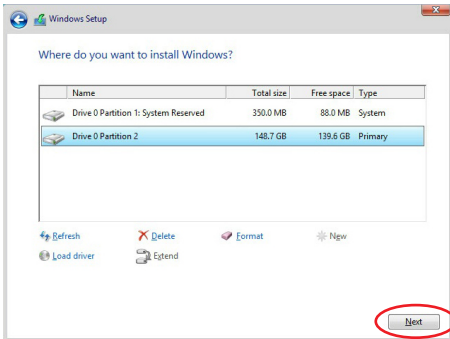 Windows Setup
Where do you want to install Windows?
Name Total size Free space Type
Drive 0 Partition 1: System Reserved 350.0 MB 88.0 MB System
Drive 0 Partition 2 148.7 GB 139.6 GB Primary
Refresh Delete Format New
Load driver Extend
Next